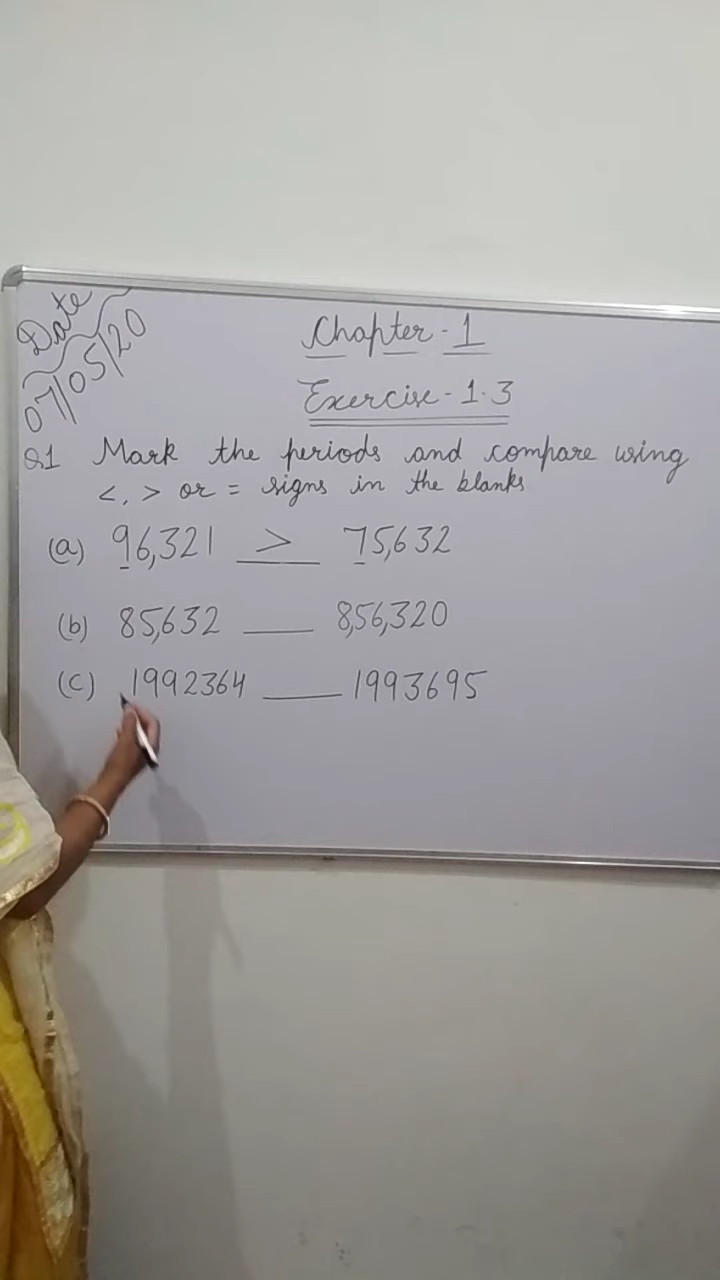 Date
07/05/20
Chapter - 1
Exercise - 1.3
Q1 Mark the periods and compare using
<, > or = signs in the blanks
(a) 96,321 > 75,632
(b) 85,632 ___ 8,56,320
(c) 1992364 ___ 1993695